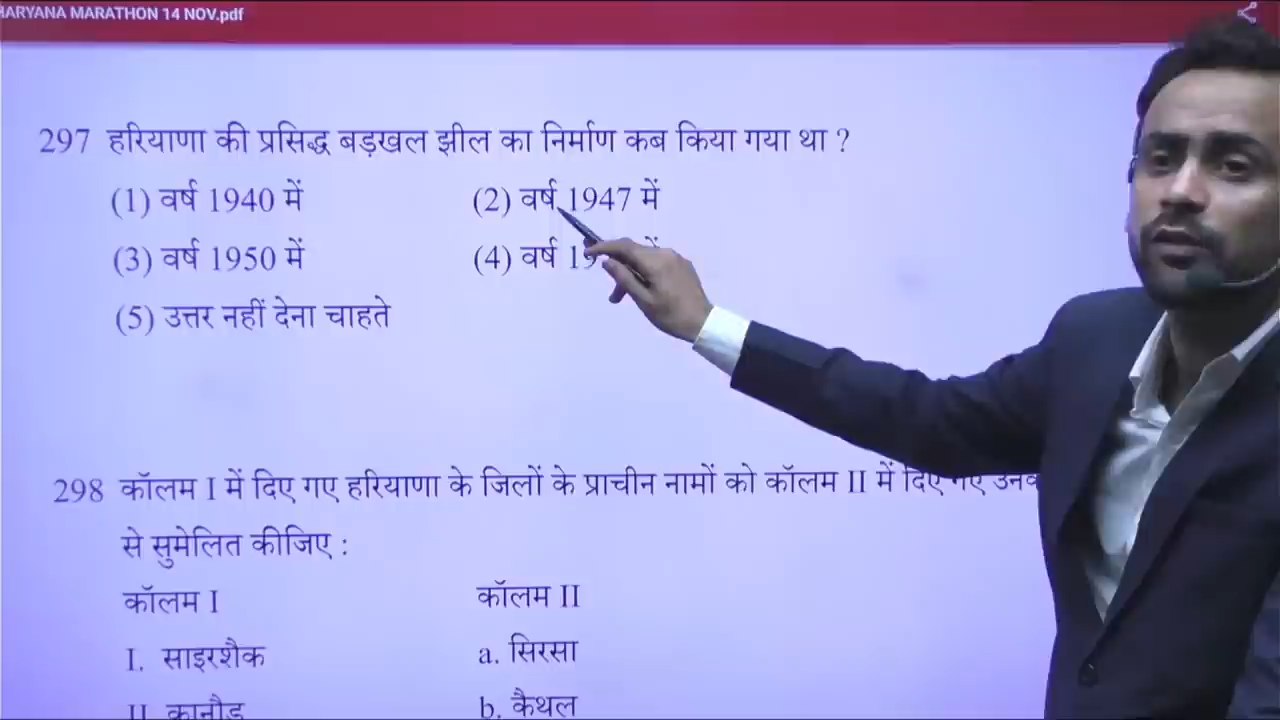 HARYANA MARATHON 14 NOV.pdf
297 हरियाणा की प्रसिद्ध बड़खल झील का निर्माण कब किया गया था ?
(1) वर्ष 1940 में
(2) वर्ष 1947 में
(3) वर्ष 1950 में
(4) वर्ष
(5) उत्तर नहीं देना चाहते
298 कॉलम I में दिए गए हरियाणा के जिलों के प्राचीन नामों को कॉलम II में दिए गए
से सुमेलित कीजिए :
कॉलम I
कॉलम II
I. साइरशैक
a. सिरसा
II. कानौड
b. कैथल